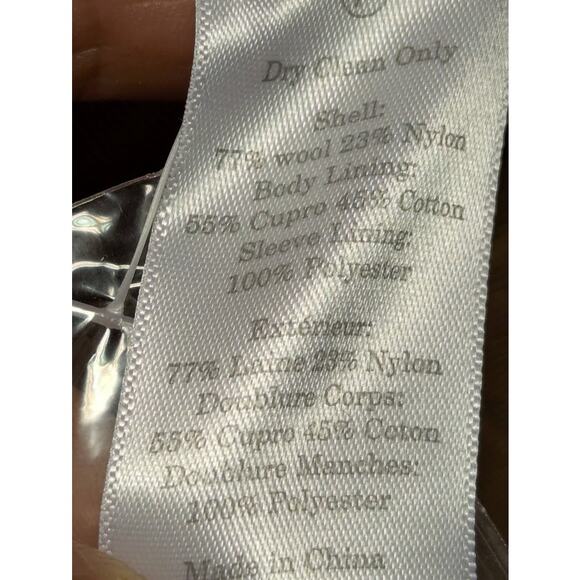 Dry Clean Only
Shell:
77% wool 23% Nylon
Body Lining:
55% Cupro 45% Cotton
Sleeve Lining:
100% Polyester
Extérieur:
77% Laine 23% Nylon
Doublure Corps:
55% Cupro 45% Coton
Doublure Manches:
100% Polyester
Made in China